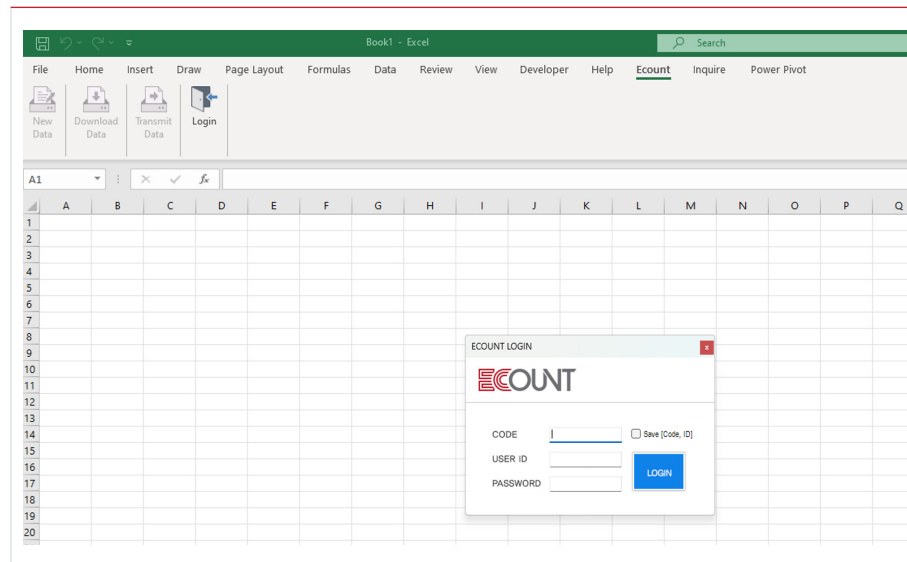 Book1 - Excel
Search
File Home Insert Draw Page Layout Formulas Data Review View Developer Help Ecount Inquire Power Pivot
New Data
Download Data
Transmit Data
Login
A1
fx
A B C D E F G H I J K L M N O P Q
1
2
3
4
5
6
7
8
ECOUNT LOGIN
x
9
10
ECOUNT
11
12
13
14
CODE
Save [Code, ID]
15
16
USER ID
LOGIN
17
PASSWORD
18
19
20